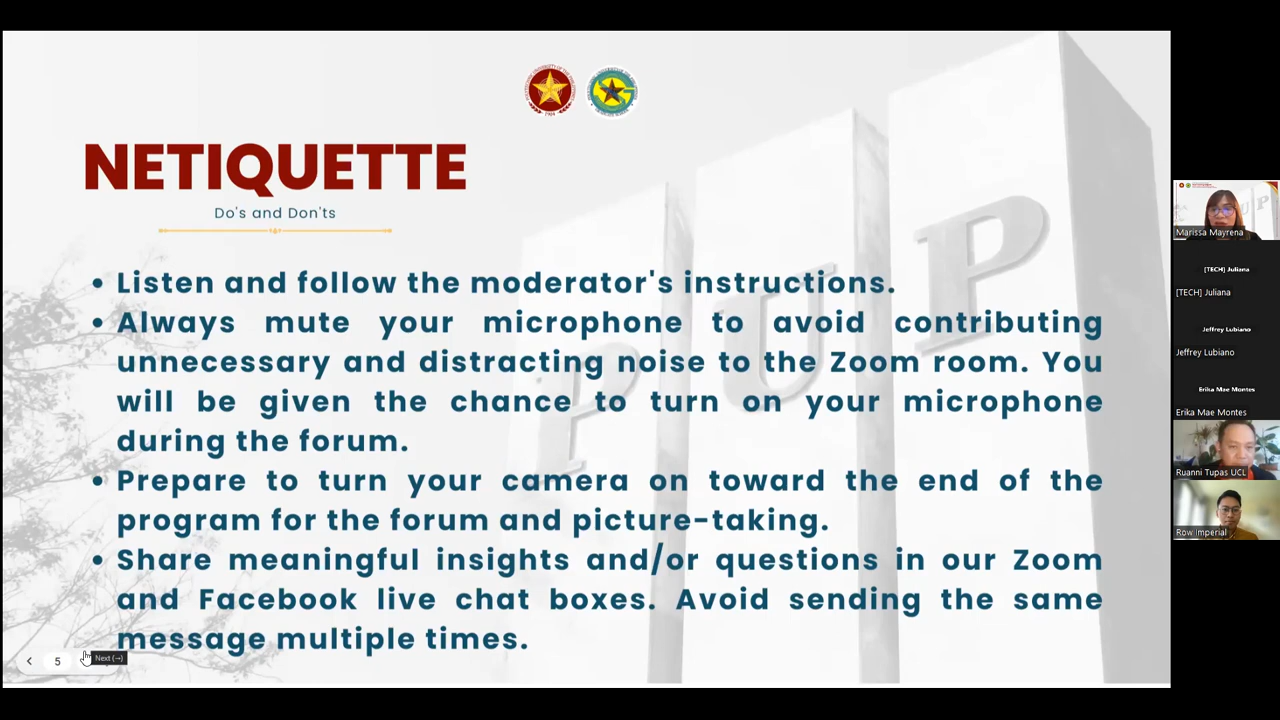 NETIQUETTE
Do's and Don'ts
• Listen and follow the moderator's instructions.
• Always mute your microphone to avoid contributing
unnecessary and distracting noise to the Zoom room. You
will be given the chance to turn on your microphone
during the forum.
• Prepare to turn your camera on toward the end of the
program for the forum and picture-taking.
• Share meaningful insights and/or questions in our Zoom
and Facebook live chat boxes. Avoid sending the same
message multiple times.
PUP
5
Next (→)
Marissa Mayrena
[TECH] Juliana
[TECH] Juliana
Jeffrey Lubiano
Jeffrey Lubiano
Erika Mae Montes
Erika Mae Montes
Ruanni Tupas UCL
Row Imperial